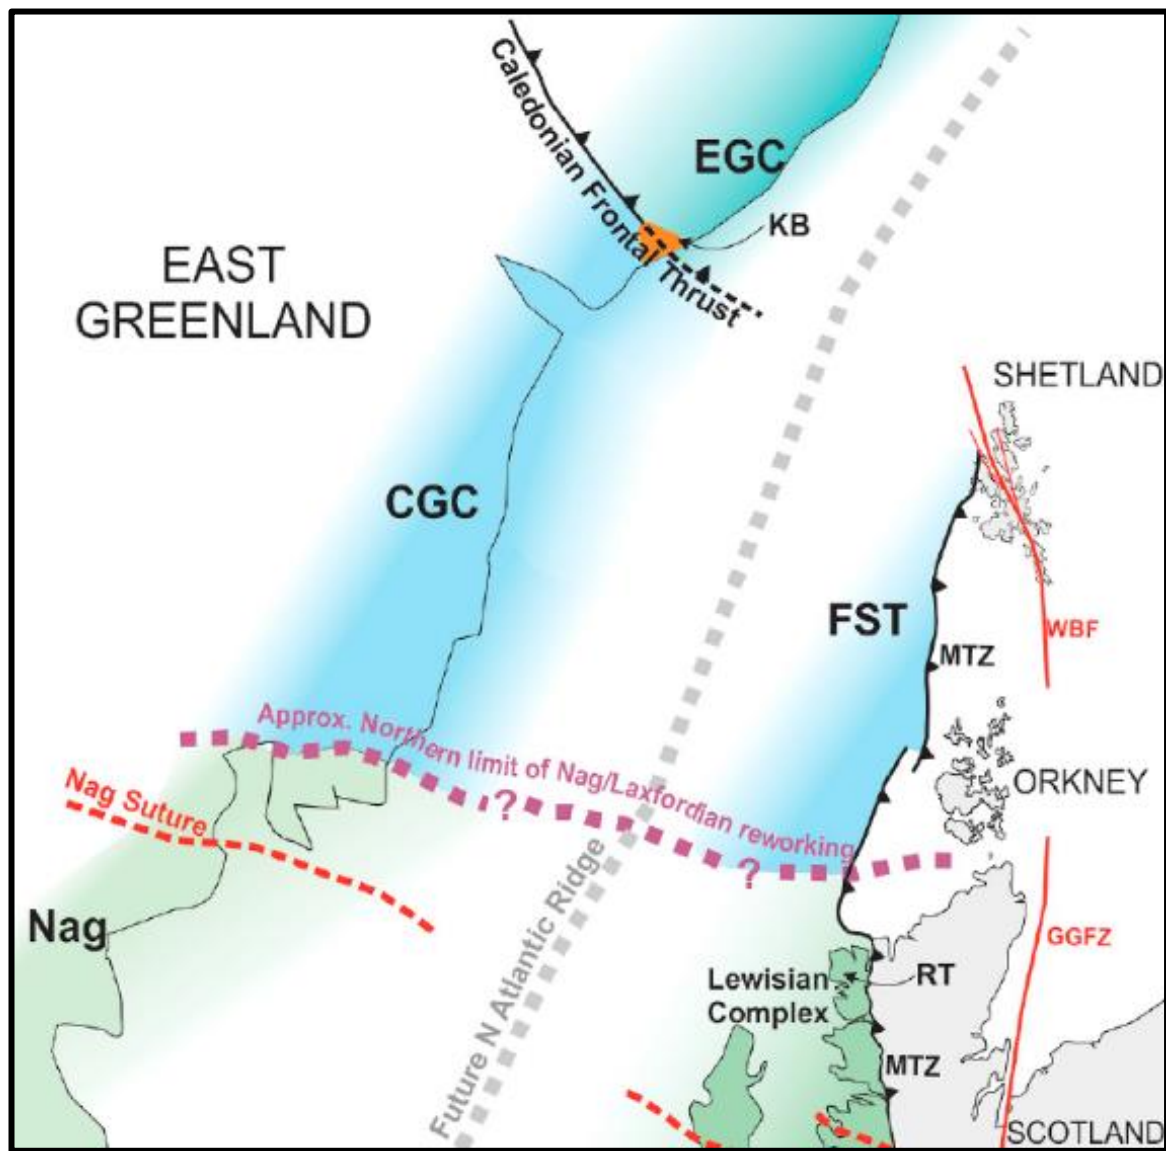 Caledonian Frontal Thrust
EGC
KB
EAST
GREENLAND
SHETLAND
CGC
FST
WBF
MTZ
Approx. Northern limit of Nag/Laxfordian reworking
?
?
Nag Suture
ORKNEY
Nag
GGFZ
Lewisian
Complex
RT
MTZ
Future N Atlantic Ridge
SCOTLAND